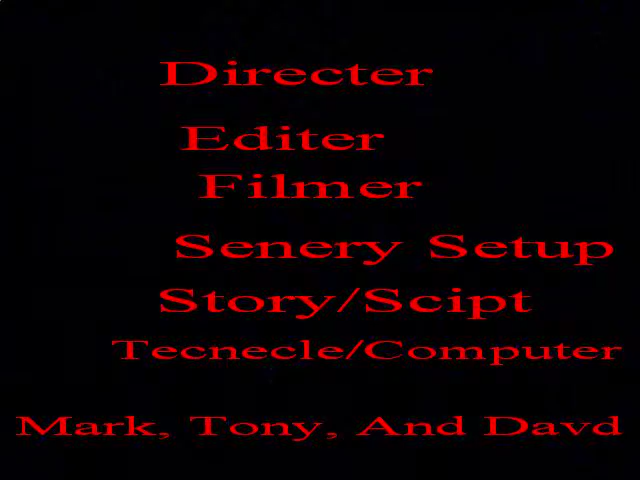 Directer
Editer
Filmer
Senery Setup
Story/Scipt
Tecnecle/Computer
Mark, Tony, And Davd